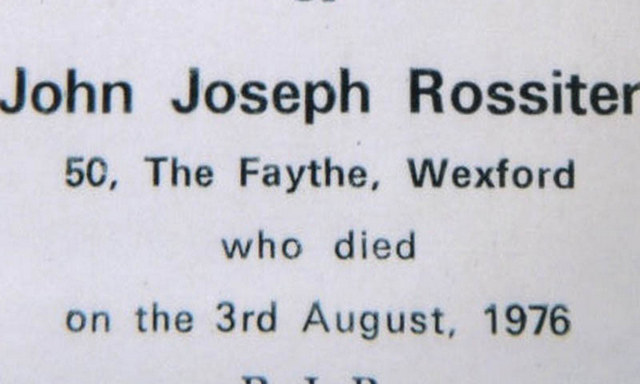 John Joseph Rossiter
50, The Faythe, Wexford
who died
on the 3rd August, 1976
R.I.P.